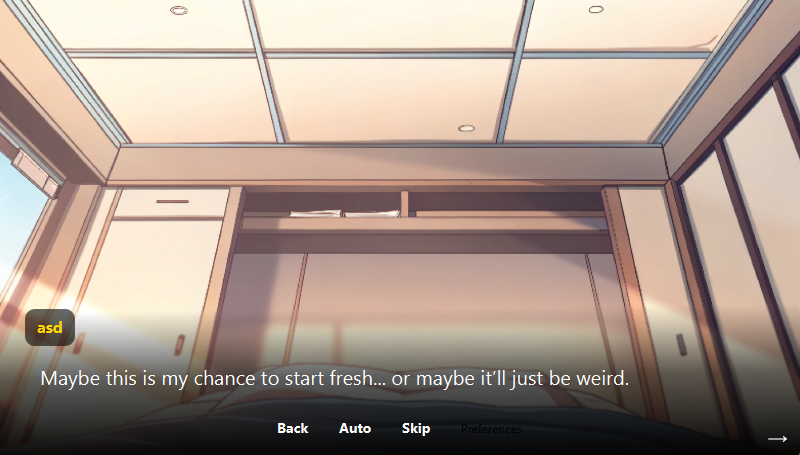 asd
Maybe this is my chance to start fresh... or maybe it’ll just be weird.
Back Auto Skip Preferences
→